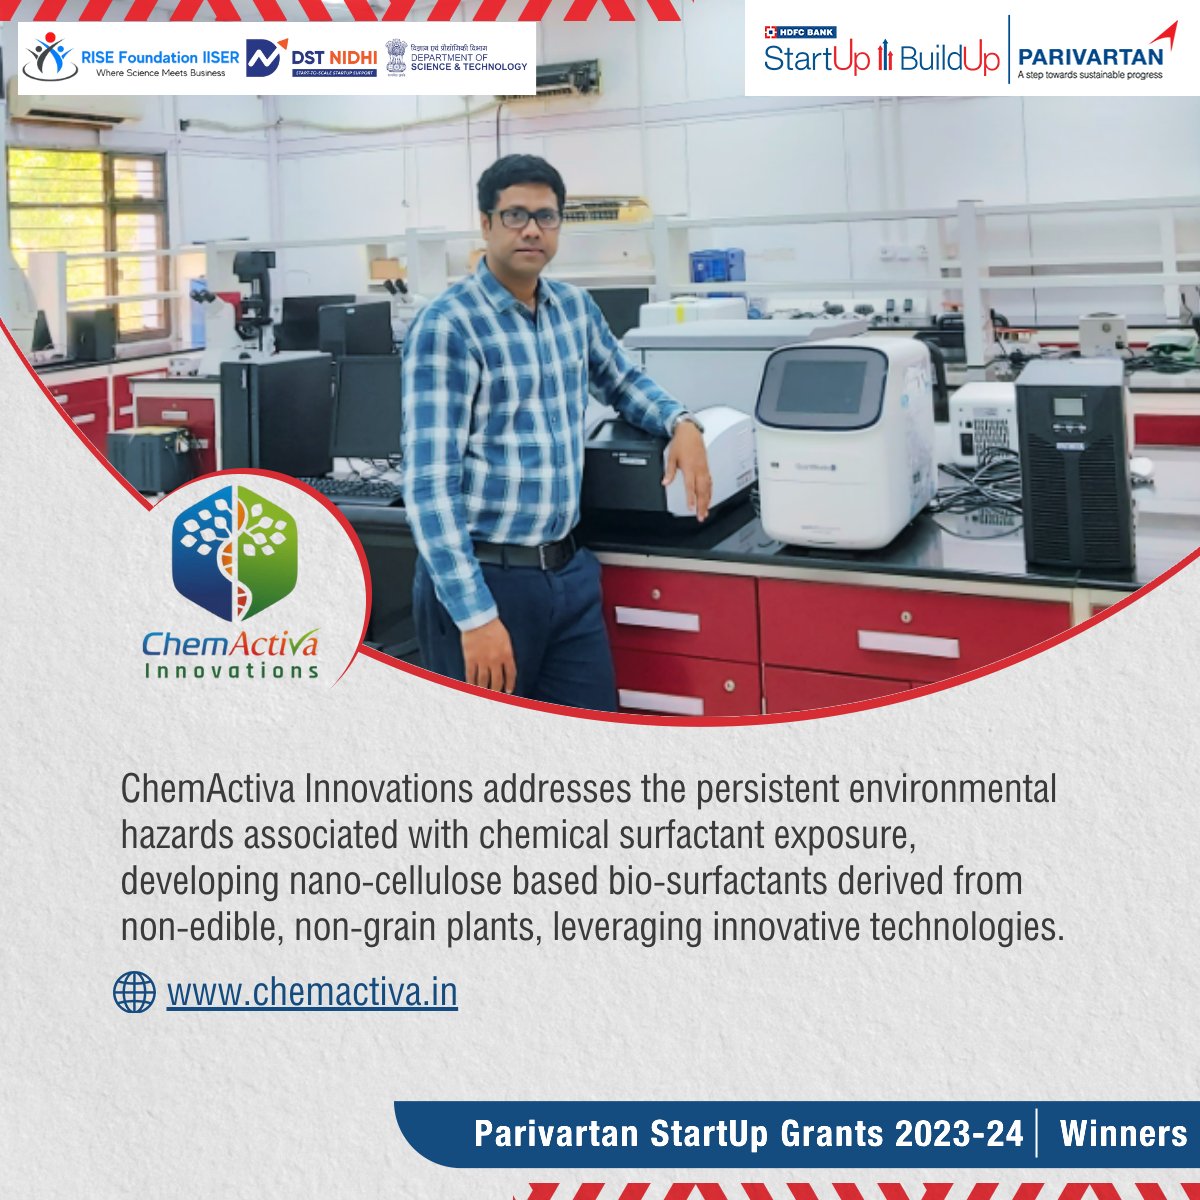 RISE Foundation IISER
Where Science Meets Business
DST NIDHI
START-TO-SCALE STARTUP SUPPORT
विज्ञान एवं प्रौद्योगिकी विभाग
DEPARTMENT OF
SCIENCE & TECHNOLOGY
HDFC BANK
StartUp BuildUp
PARIVARTAN
A step towards sustainable progress
ChemActiva
Innovations
ChemActiva Innovations addresses the persistent environmental
hazards associated with chemical surfactant exposure,
developing nano-cellulose based bio-surfactants derived from
non-edible, non-grain plants, leveraging innovative technologies.
www.chemactiva.in
Parivartan StartUp Grants 2023-24 | Winners